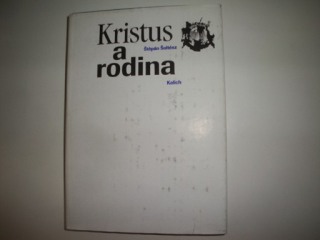 Kristus
a
Štěpán Šoltész
rodina
Kalich